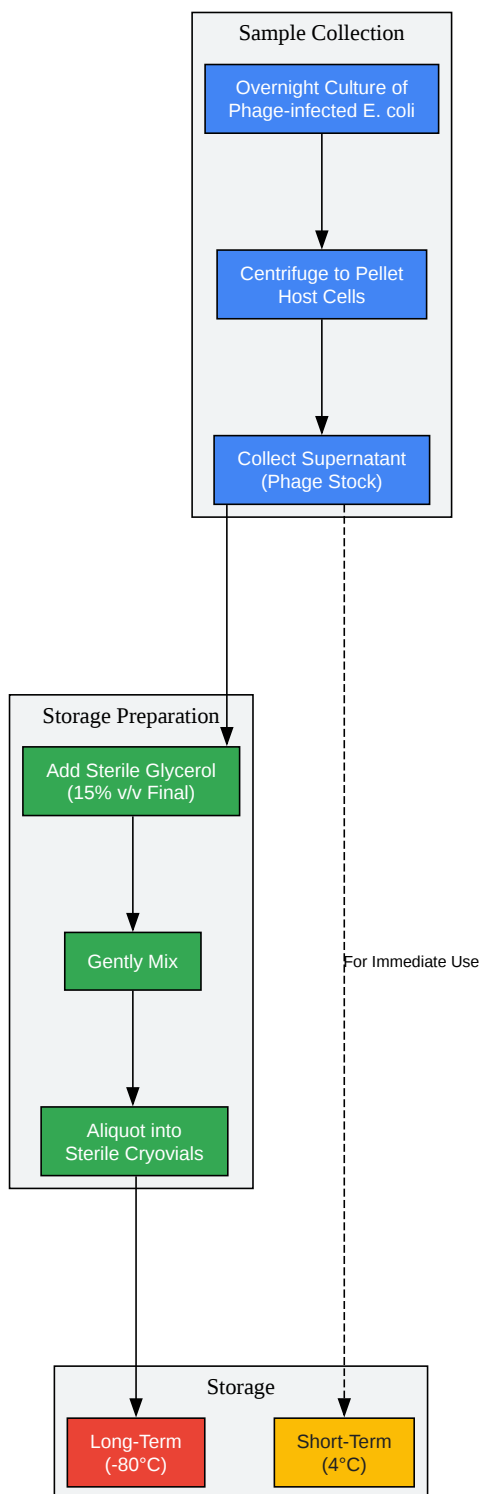 Sample Collection
Overnight Culture of
Phage-infected E. coli
Centrifuge to Pellet
Host Cells
Collect Supernatant
(Phage Stock)
Storage Preparation
Add Sterile Glycerol
(15% v/v Final)
Gently Mix
For Immediate Use
Aliquot into
Sterile Cryovials
Storage
Long-Term
(-80°C)
Short-Term
(4°C)